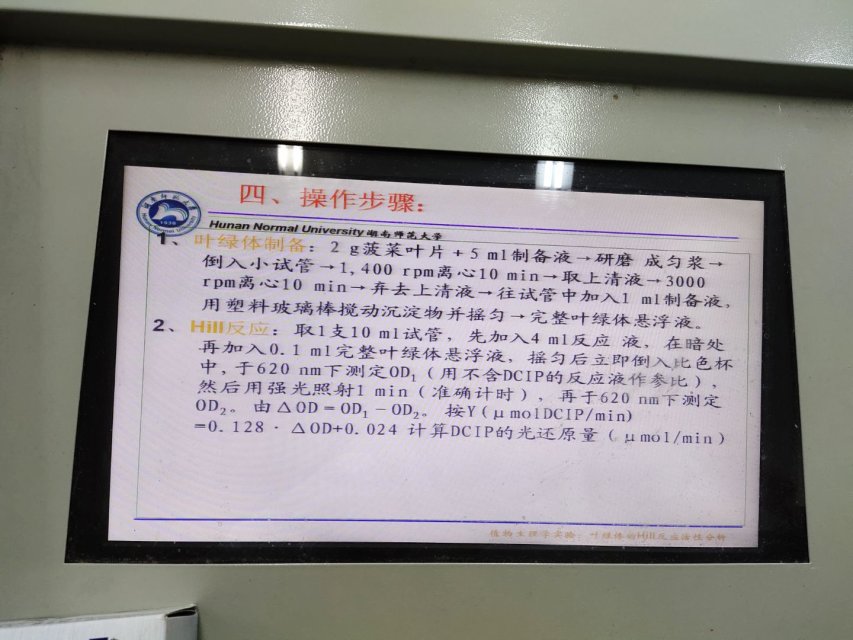 四、操作步骤：
Hunan Normal University 湖南师范大学
1、叶绿体制备：2 g菠菜叶片+5 ml制备液→研磨 成匀浆→
倒入小试管→1,400 rpm离心10 min→取上清液→3000
rpm离心10 min→弃去上清液→往试管中加入1 ml制备液,
用塑料玻璃棒搅动沉淀物并摇匀→完整叶绿体悬浮液。
2、Hill反应：取1支10 ml试管，先加入4 ml反应 液，在暗处
再加入0.1 ml完整叶绿体悬浮液，摇匀后立即倒入比色杯
中,于620 nm下测定OD₁（用不含DCIP的反应液作参比），
然后用强光照射1 min（准确计时），再于620 nm下测定
OD₂。由△OD＝OD₁－OD₂。按Y(μmolDCIP/min)
=0.128·△OD+0.024 计算DCIP的光还原量（μmol/min）
植物生理学实验：叶绿体的Hill反应活性分析